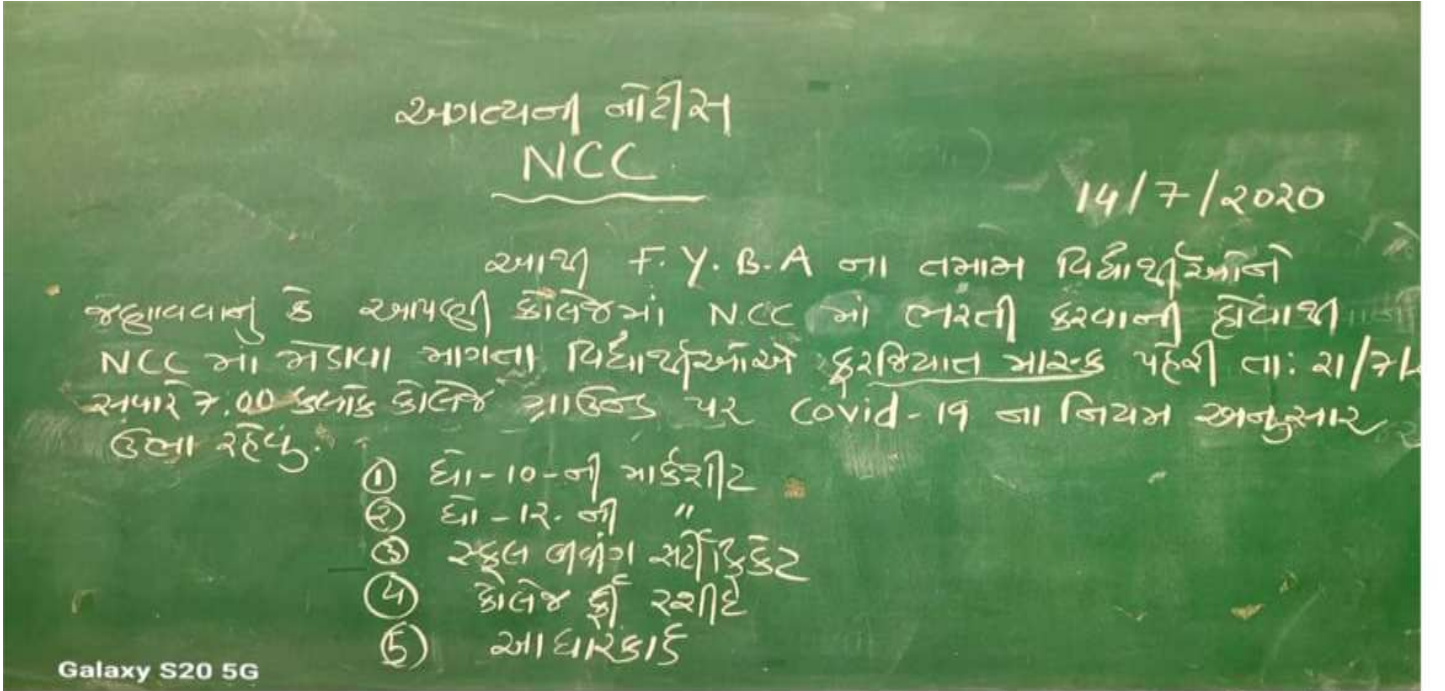 અગત્યની નોટીસ
NCC
14/7/2020
આથી F.Y.B.A ના તમામ વિદ્યાર્થીઓને
જણાવવાનું કે આપણી કોલેજમાં NCC માં ભરતી કરવાની હોવાથી
NCC માં જોડાવા માગતા વિદ્યાર્થીઓએ ફરજિયાત માસ્ક પહેરી તા: 21/7/
સવારે 7.00 કલાકે કોલેજ ગ્રાઉન્ડ પર Covid-19 ના નિયમ અનુસાર
ઉભા રહેવું.
① ધો-10-ની માર્કશીટ
② ધો-12. ની "
③ સ્કૂલ લીવીંગ સર્ટીફિકેટ
④ કોલેજ ફી રશીદ
⑤ આધારકાર્ડ
Galaxy S20 5G